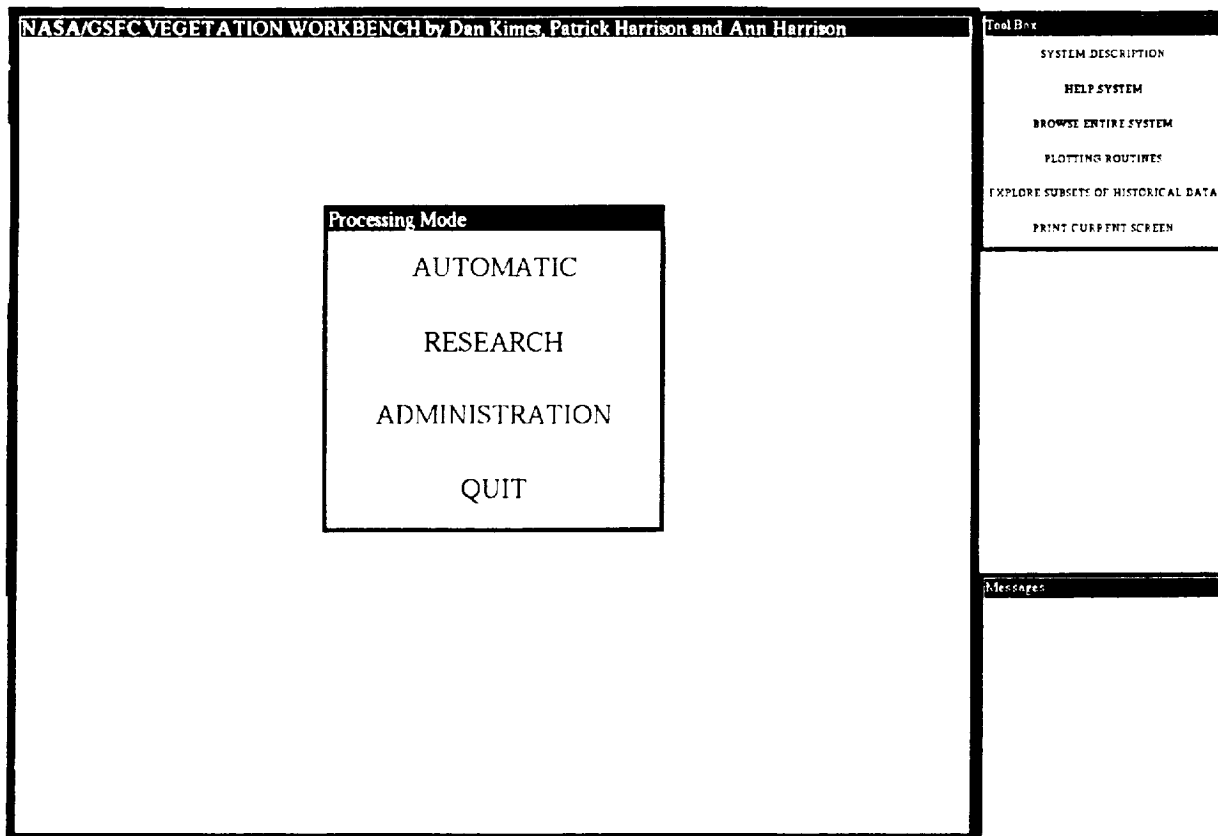 NASA/GSFC VEGETATION WORKBENCH by Dan Kimes, Patrick Harrison and Ann Harrison
Processing Mode
AUTOMATIC
RESEARCH
ADMINISTRATION
QUIT
Tool Box
SYSTEM DESCRIPTION
HELP SYSTEM
BROWSE ENTIRE SYSTEM
PLOTTING ROUTINES
EXPLORE SUBSETS OF HISTORICAL DATA
PRINT CURRENT SCREEN
Messages